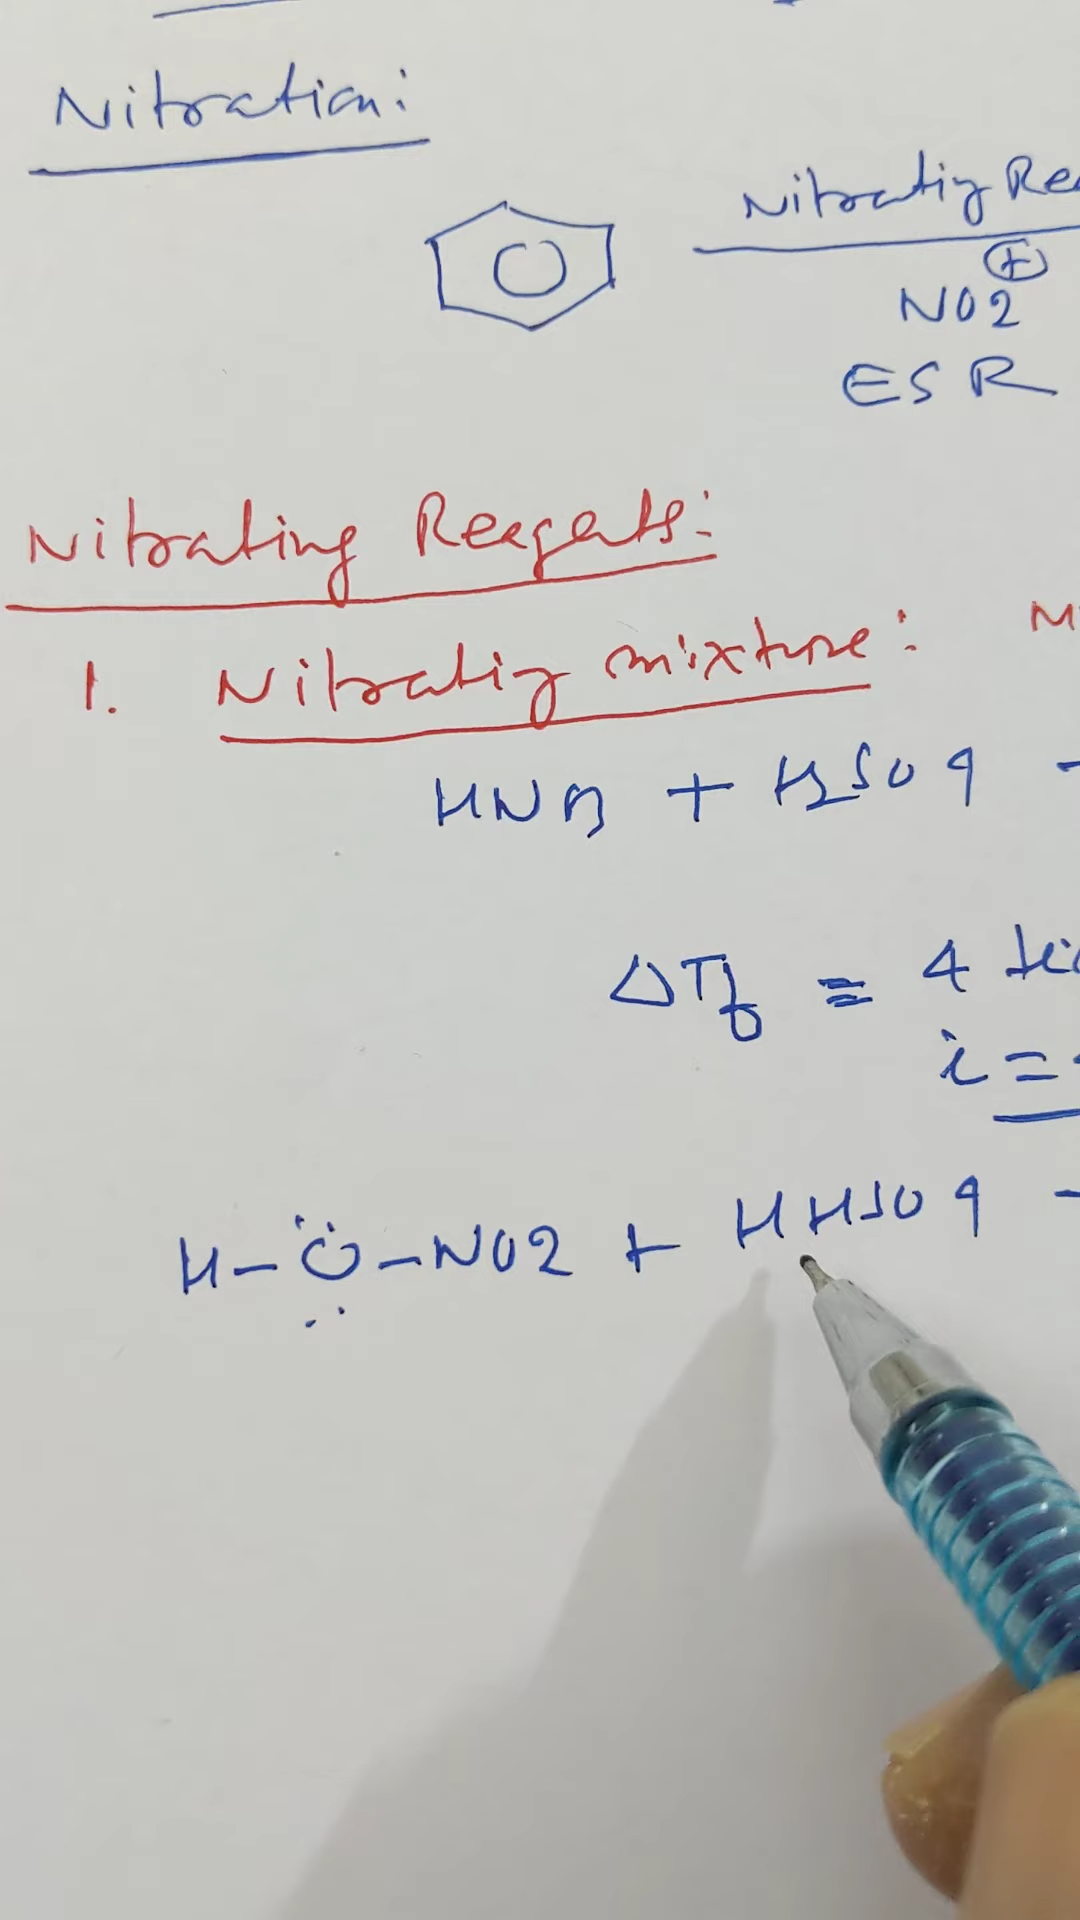 Nitration:
Nitrating Re
⊕
NO2
ESR
Nitrating Reagents:
1. Nitrating mixture: M
HNO3 + H2SO4 -
ΔTf = 4
i =
H-Ö-NO2 + HHSO4 -